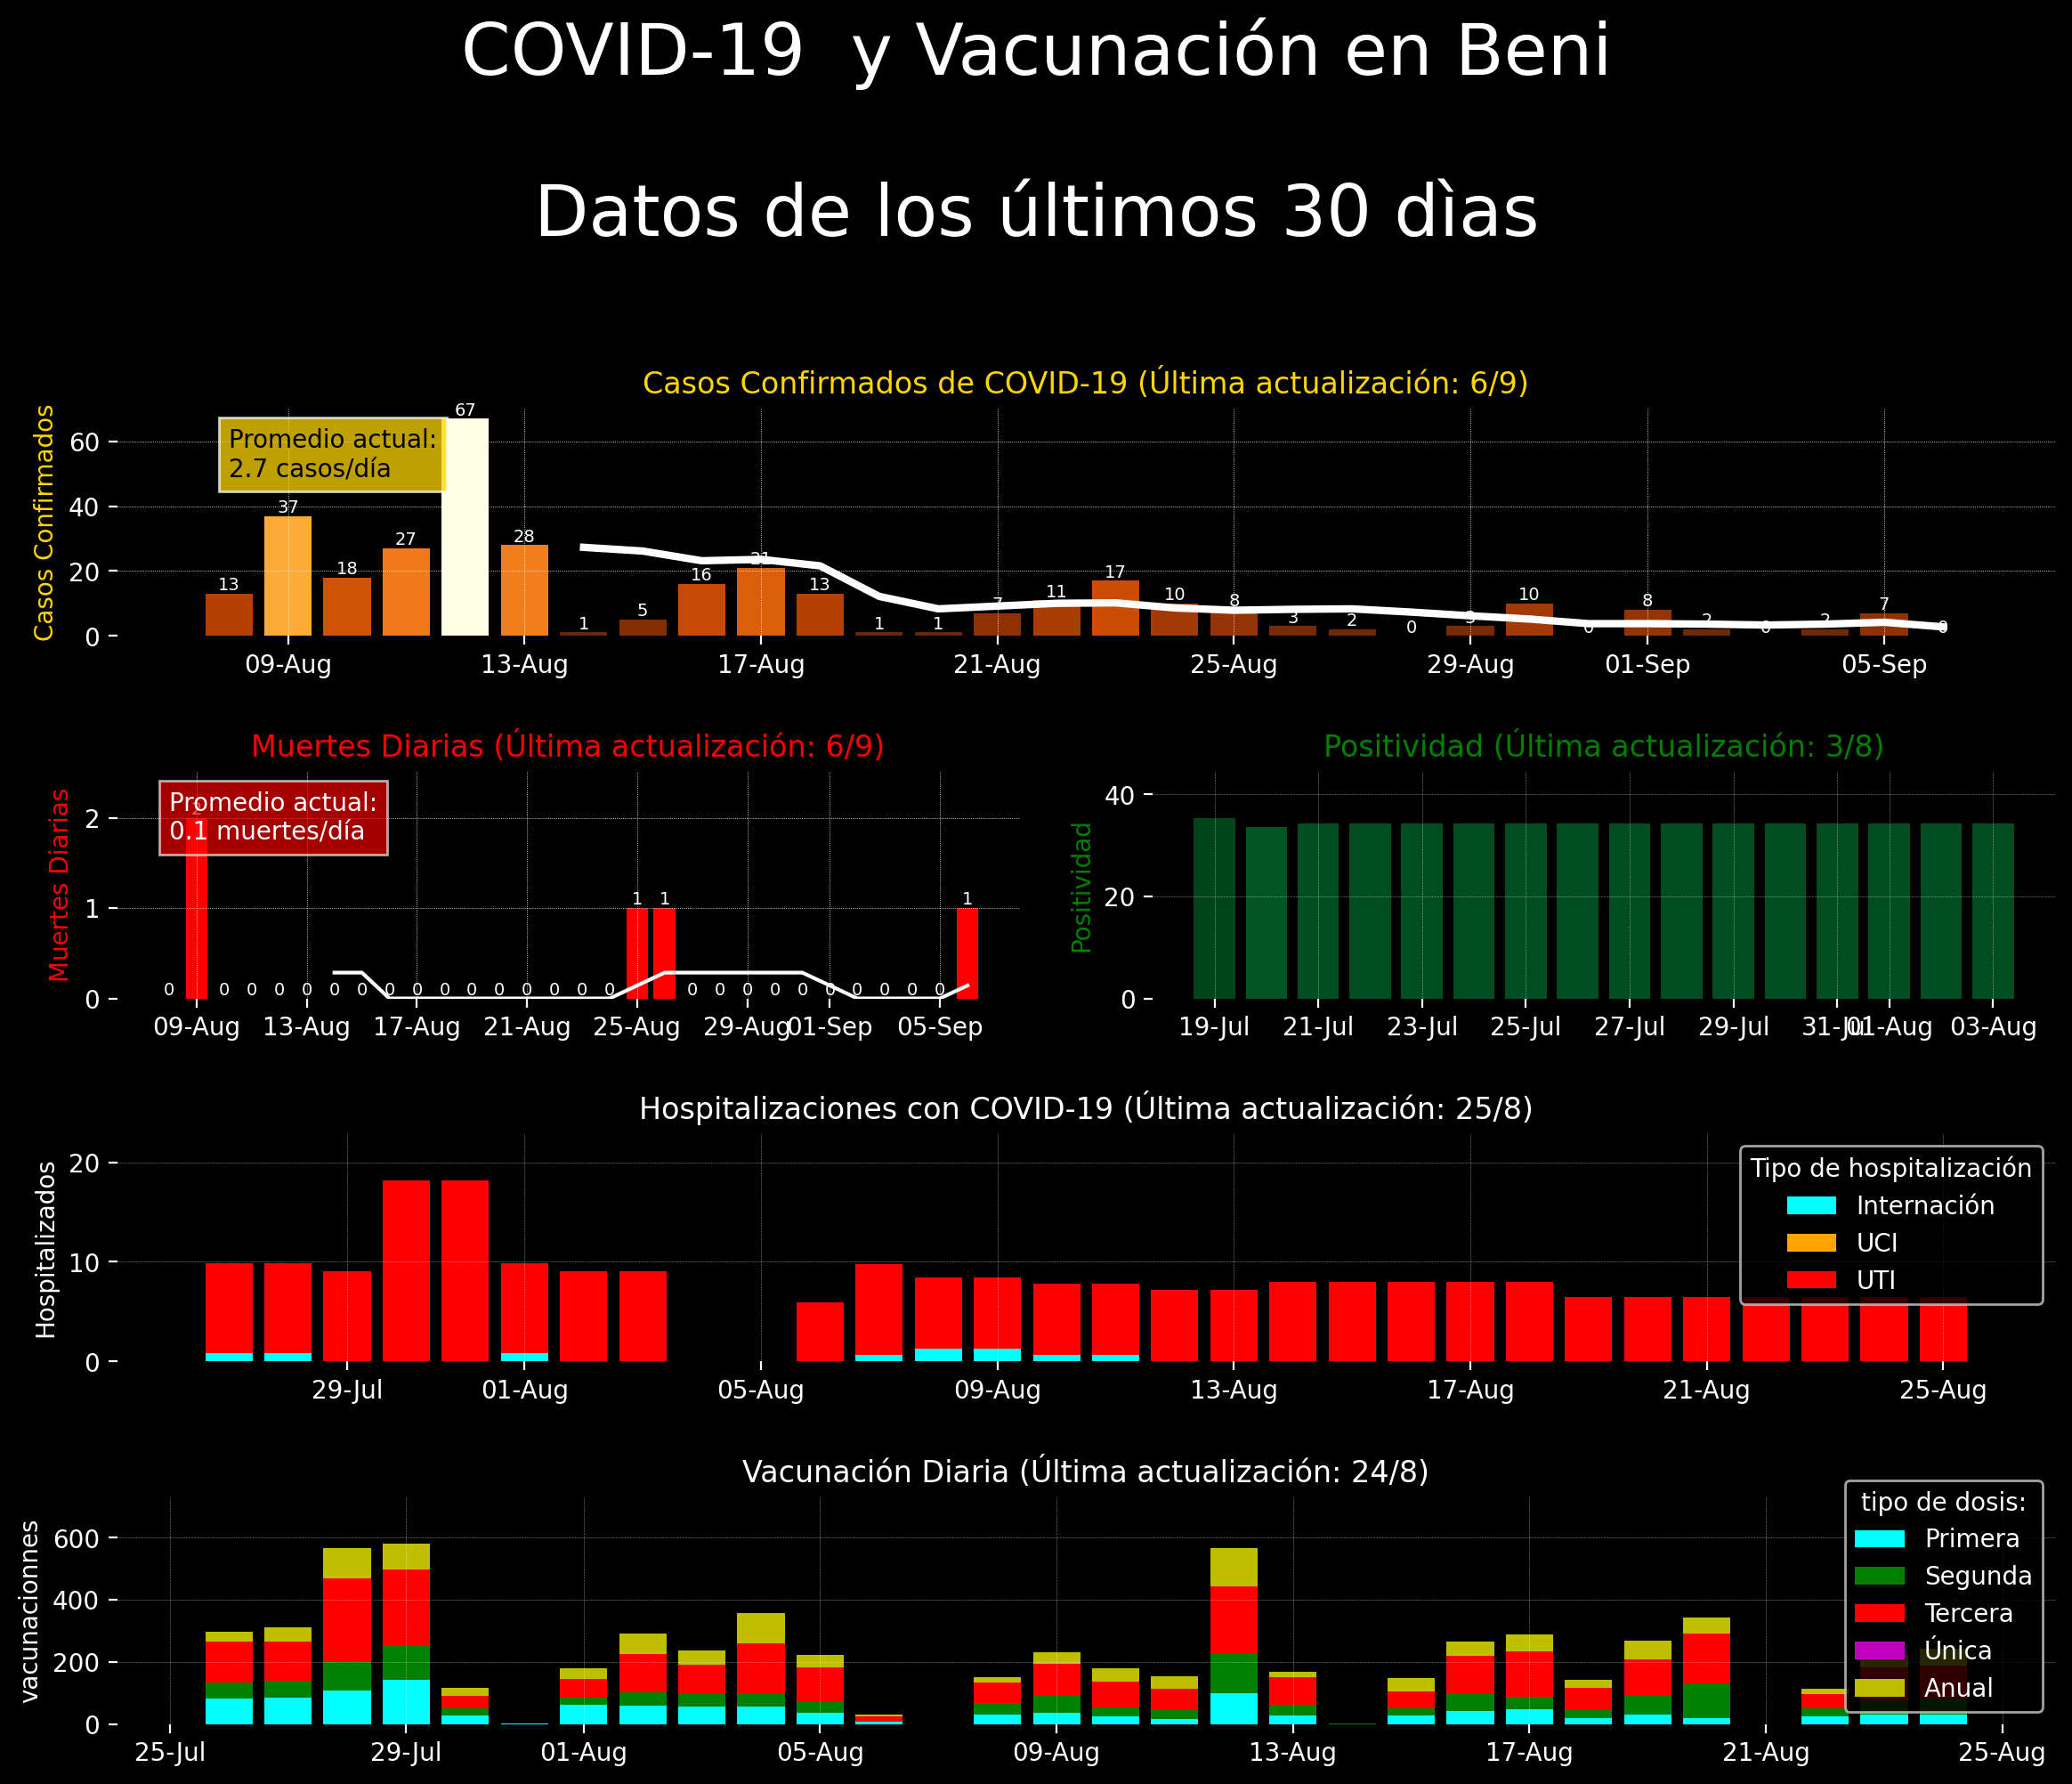 COVID-19  y Vacunación en Beni
Datos de los últimos 30 dìas
Casos Confirmados de COVID-19 (Última actualización: 6/9)
Casos Confirmados
60
40
20
0
Promedio actual:
2.7 casos/día
13
37
18
27
67
28
1
5
16
21
13
1
1
7
11
17
10
8
3
2
0
3
10
0
8
2
0
2
7
0
09-Aug
13-Aug
17-Aug
21-Aug
25-Aug
29-Aug
01-Sep
05-Sep
Muertes Diarias (Última actualización: 6/9)
Muertes Diarias
2
1
0
Promedio actual:
0.1 muertes/día
0 2 0 0 0 0 0 0 0 0 0 0 0 0 0 0 0 1 1 0 0 0 0 0 0 0 0 0 0 1
09-Aug
13-Aug
17-Aug
21-Aug
25-Aug
29-Aug
01-Sep
05-Sep
Positividad (Última actualización: 3/8)
Positividad
40
20
0
19-Jul
21-Jul
23-Jul
25-Jul
27-Jul
29-Jul
31-Jul
01-Aug
03-Aug
Hospitalizaciones con COVID-19 (Última actualización: 25/8)
Hospitalizados
20
10
0
Tipo de hospitalización
Internación
UCI
UTI
29-Jul
01-Aug
05-Aug
09-Aug
13-Aug
17-Aug
21-Aug
25-Aug
Vacunación Diaria (Última actualización: 24/8)
vacunaciones
600
400
200
0
tipo de dosis:
Primera
Segunda
Tercera
Única
Anual
25-Jul
29-Jul
01-Aug
05-Aug
09-Aug
13-Aug
17-Aug
21-Aug
25-Aug